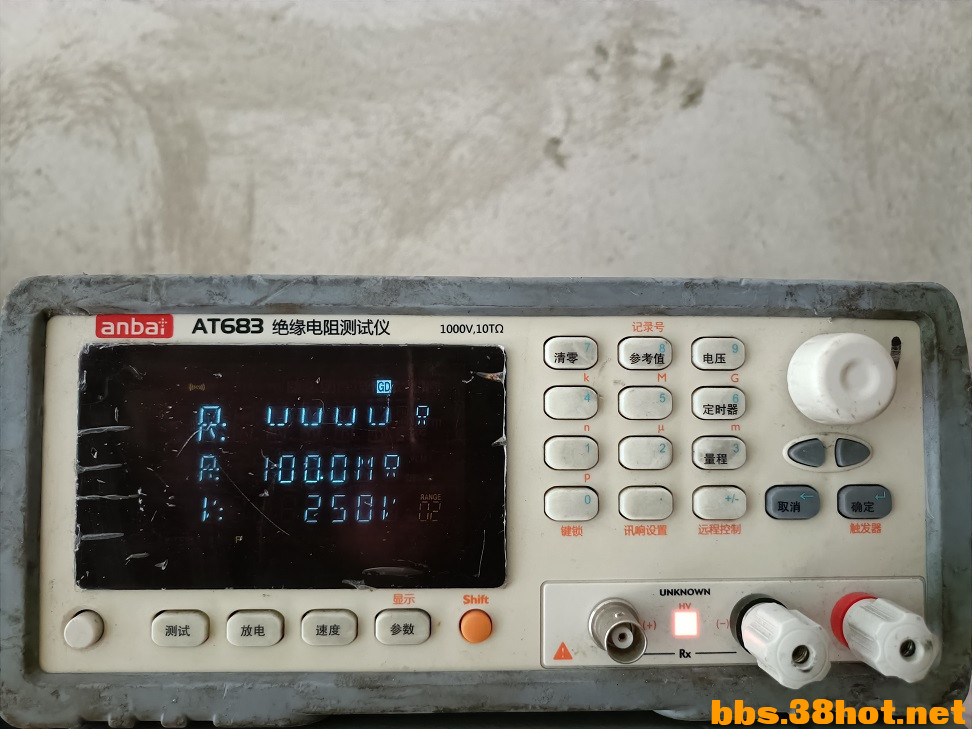 anbai AT683 绝缘电阻测试仪 1000V,10TΩ
GD
R:
R: 100.0MΩ
V: 250V
RANGE
02
记录号
清零 7 参考值 8 电压 9
k M G
4 5 定时器 6
n μ m
1 2 量程 3
p
0 . +/- 取消 ← 确定 ↵
键锁 讯响设置 远程控制 触发器
显示 Shift
测试 放电 速度 参数
UNKNOWN
HV
(+) (-)
Rx
bbs.38hot.net